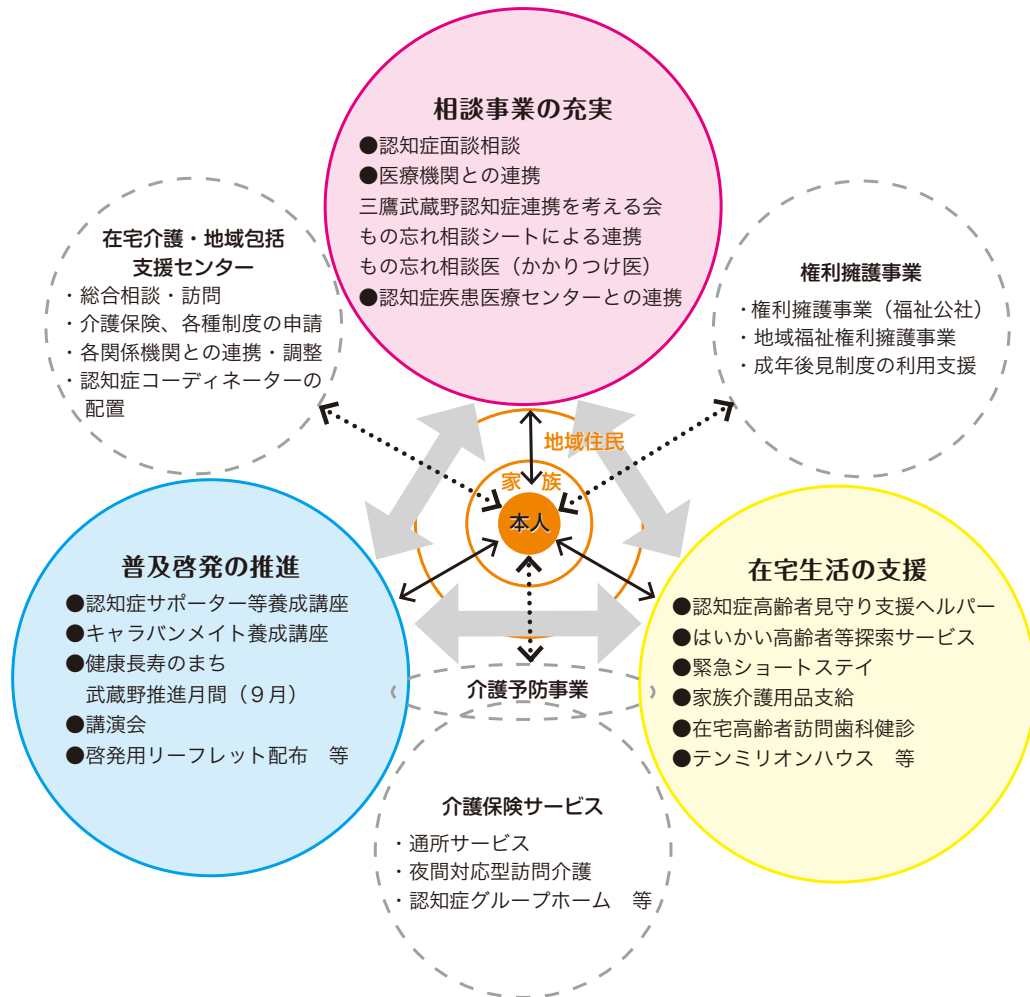 相談事業の充実
●認知症面談相談
●医療機関との連携
三鷹武蔵野認知症連携を考える会
もの忘れ相談シートによる連携
もの忘れ相談医（かかりつけ医）
●認知症疾患医療センターとの連携
在宅介護・地域包括
支援センター
・総合相談・訪問
・介護保険、各種制度の申請
・各関係機関との連携・調整
・認知症コーディネーターの
配置
権利擁護事業
・権利擁護事業（福祉公社）
・地域福祉権利擁護事業
・成年後見制度の利用支援
地域住民
家　族
本人
普及啓発の推進
●認知症サポーター等養成講座
●キャラバンメイト養成講座
●健康長寿のまち
武蔵野推進月間（９月）
●講演会
●啓発用リーフレット配布　等
在宅生活の支援
●認知症高齢者見守り支援ヘルパー
●はいかい高齢者等探索サービス
●緊急ショートステイ
●家族介護用品支給
●在宅高齢者訪問歯科健診
●テンミリオンハウス　等
介護予防事業
介護保険サービス
・通所サービス
・夜間対応型訪問介護
・認知症グループホーム　等